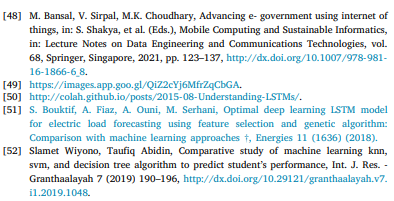 [48] M. Bansal, V. Sirpal, M.K. Choudhary, Advancing e- government using internet of
things, in: S. Shakya, et al. (Eds.), Mobile Computing and Sustainable Informatics,
in: Lecture Notes on Data Engineering and Communications Technologies, vol.
68, Springer, Singapore, 2021, pp. 123–137, http://dx.doi.org/10.1007/978-981-
16-1866-6_8.
[49] https://images.app.goo.gl/QiZ2cYj6MfrZqCbGA.
[50] http://colah.github.io/posts/2015-08-Understanding-LSTMs/.
[51] S. Bouktif, A. Fiaz, A. Ouni, M. Serhani, Optimal deep learning LSTM model
for electric load forecasting using feature selection and genetic algorithm:
Comparison with machine learning approaches †, Energies 11 (1636) (2018).
[52] Slamet Wiyono, Taufiq Abidin, Comparative study of machine learning knn,
svm, and decision tree algorithm to predict student's performance, Int. J. Res. -
Granthaalayah 7 (2019) 190–196, http://dx.doi.org/10.29121/granthaalayah.v7.
i1.2019.1048.